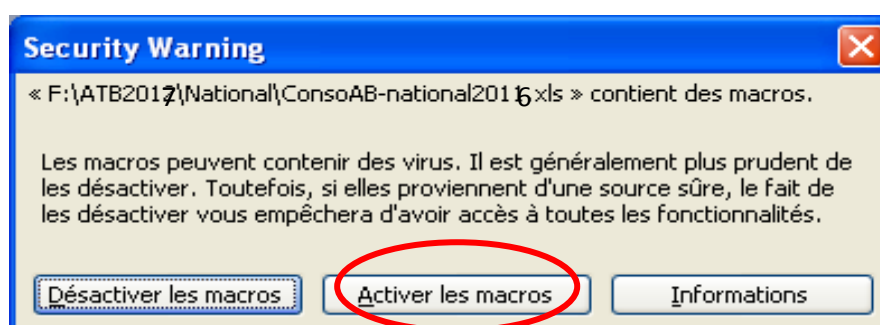 Security Warning
« F:\ATB2017\National\ConsoAB-national2016.xls » contient des macros.
Les macros peuvent contenir des virus. Il est généralement plus prudent de
les désactiver. Toutefois, si elles proviennent d'une source sûre, le fait de
les désactiver vous empêchera d'avoir accès à toutes les fonctionnalités.
Désactiver les macros
Activer les macros
Informations